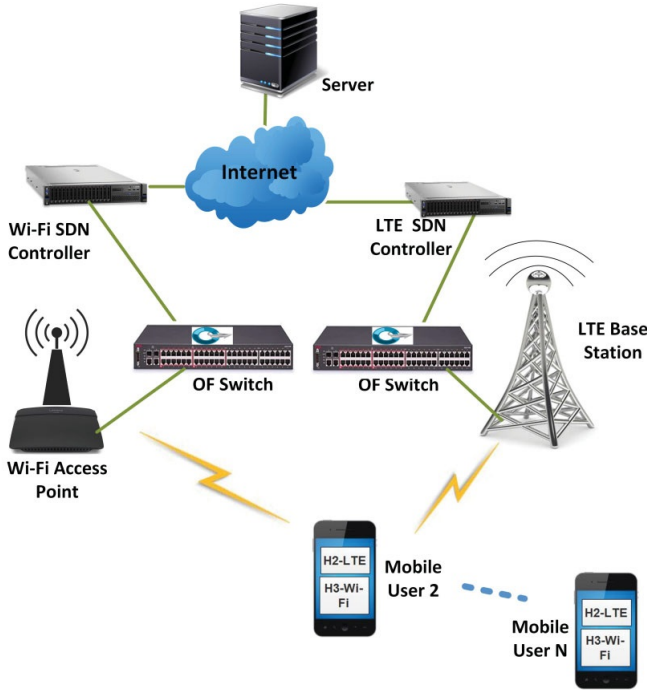 Server
Internet
Wi-Fi SDN
Controller
LTE SDN
Controller
LTE Base
Station
OF Switch
OF Switch
Wi-Fi Access
Point
H2-LTE
H3-Wi-
Fi
Mobile
User 2
Mobile
User N
H2-LTE
H3-Wi-
Fi